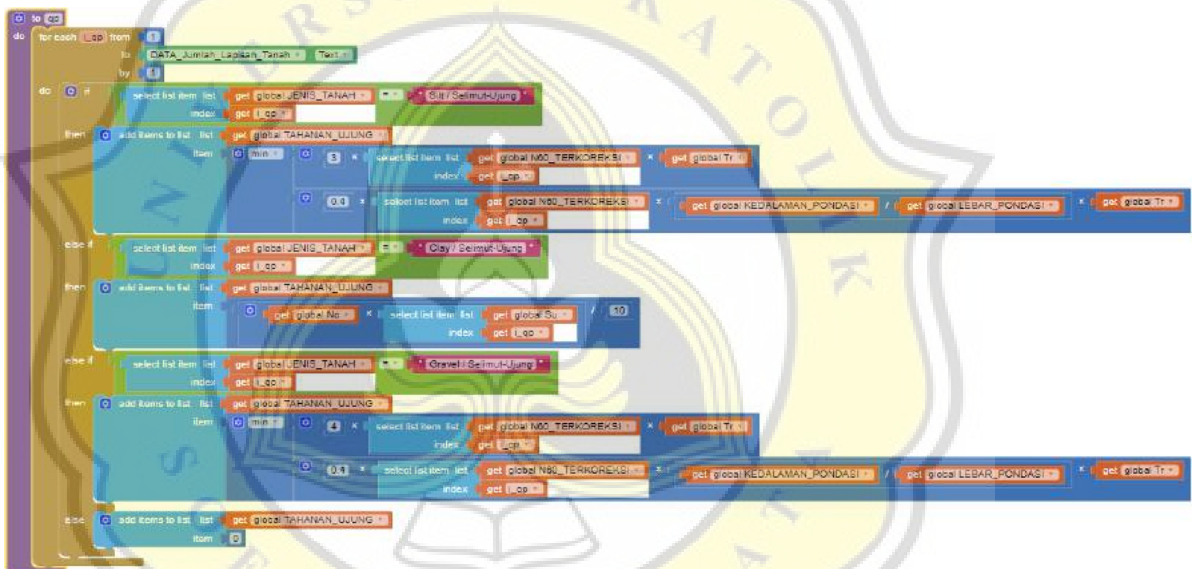 to qp
do for each i_qp from 1
to DATA_Jumlah_Lapisan_Tanah . Text
by 1
do if select list item list get global JENIS_TANAH = " Silt / Selimut-Ujung "
index get i_qp
then add items to list list get global TAHANAN_UJUNG
item min 3 × select list item list get global N60_TERKOREKSI × get global Tr
index get i_qp
0.4 × select list item list get global N60_TERKOREKSI × get global KEDALAMAN_PONDASI / get global LEBAR_PONDASI × get global Tr
index get i_qp
else if select list item list get global JENIS_TANAH = " Clay / Selimut-Ujung "
index get i_qp
then add items to list list get global TAHANAN_UJUNG
item get global Nc × select list item list get global Su / 10
index get i_qp
else if select list item list get global JENIS_TANAH = " Gravel / Selimut-Ujung "
index get i_qp
then add items to list list get global TAHANAN_UJUNG
item min 4 × select list item list get global N60_TERKOREKSI × get global Tr
index get i_qp
0.4 × select list item list get global N60_TERKOREKSI × get global KEDALAMAN_PONDASI / get global LEBAR_PONDASI × get global Tr
index get i_qp
else add items to list list get global TAHANAN_UJUNG
item 0